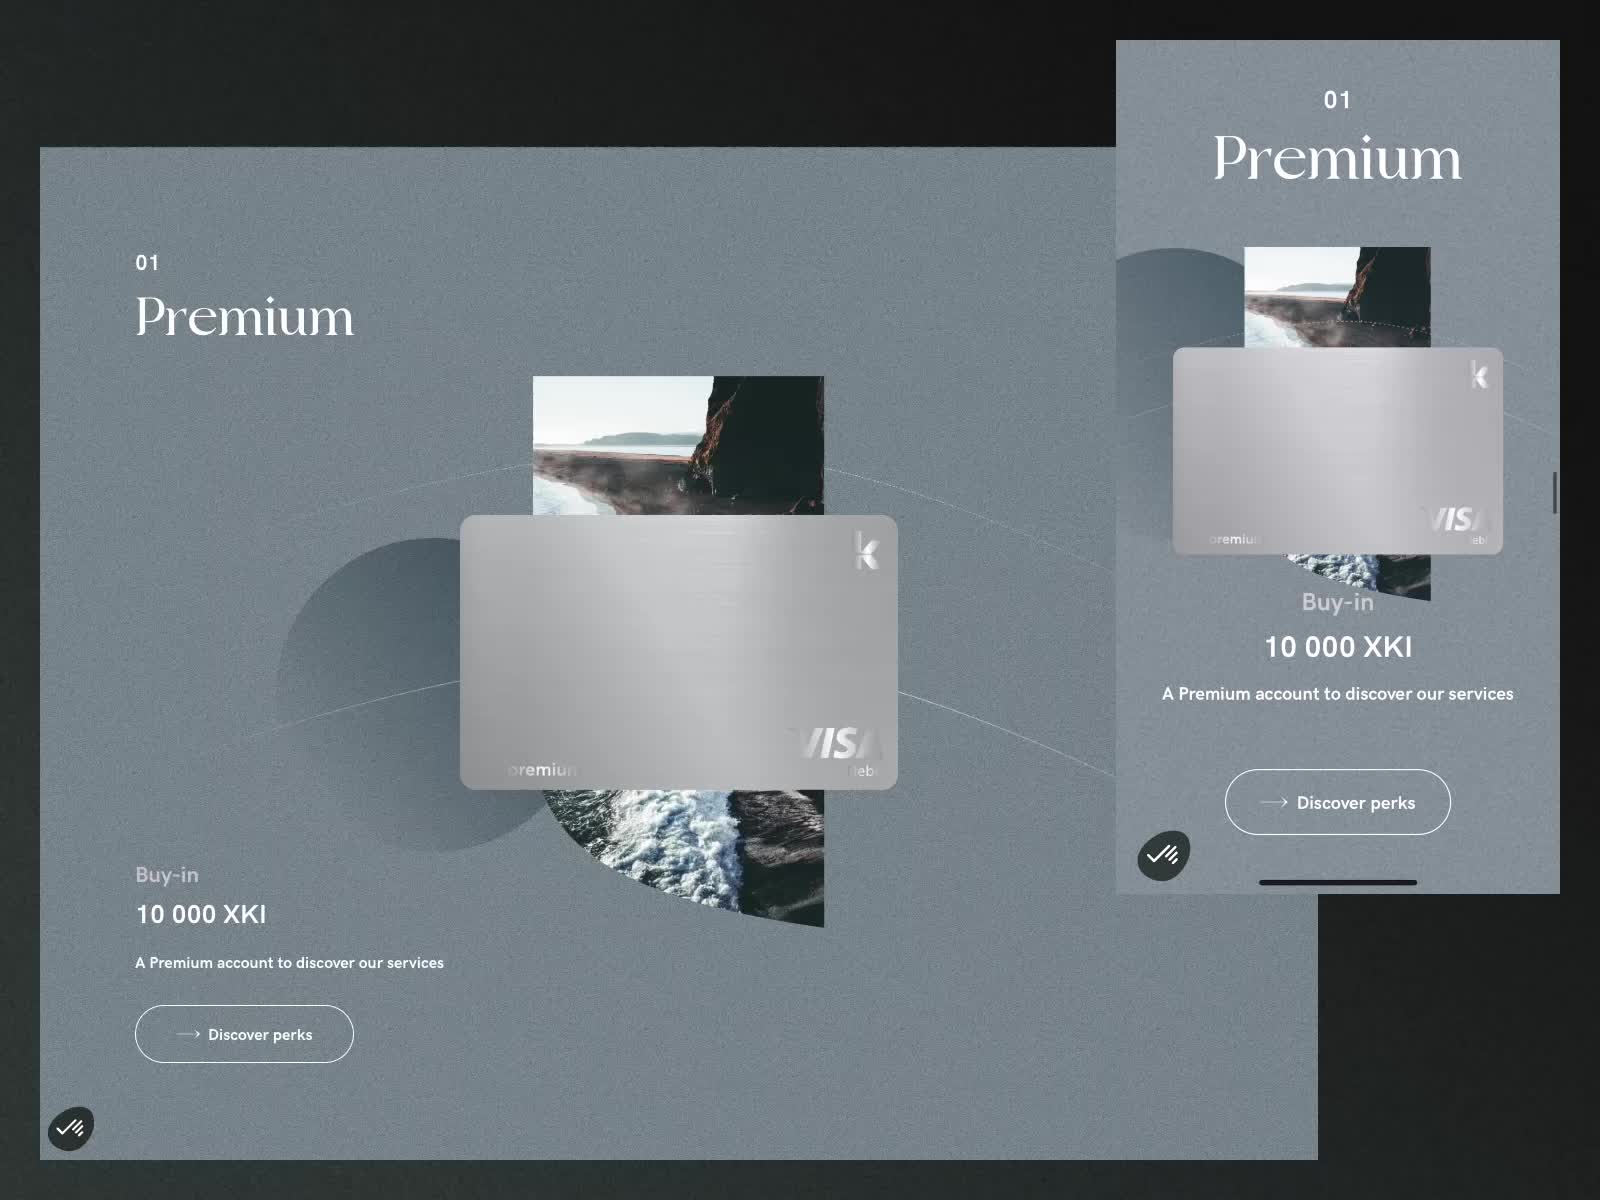 01
Premium
k
premium
VISA
debit
Buy-in
10 000 XKI
A Premium account to discover our services
Discover perks
01
Premium
k
premium
VISA
debit
Buy-in
10 000 XKI
A Premium account to discover our services
Discover perks